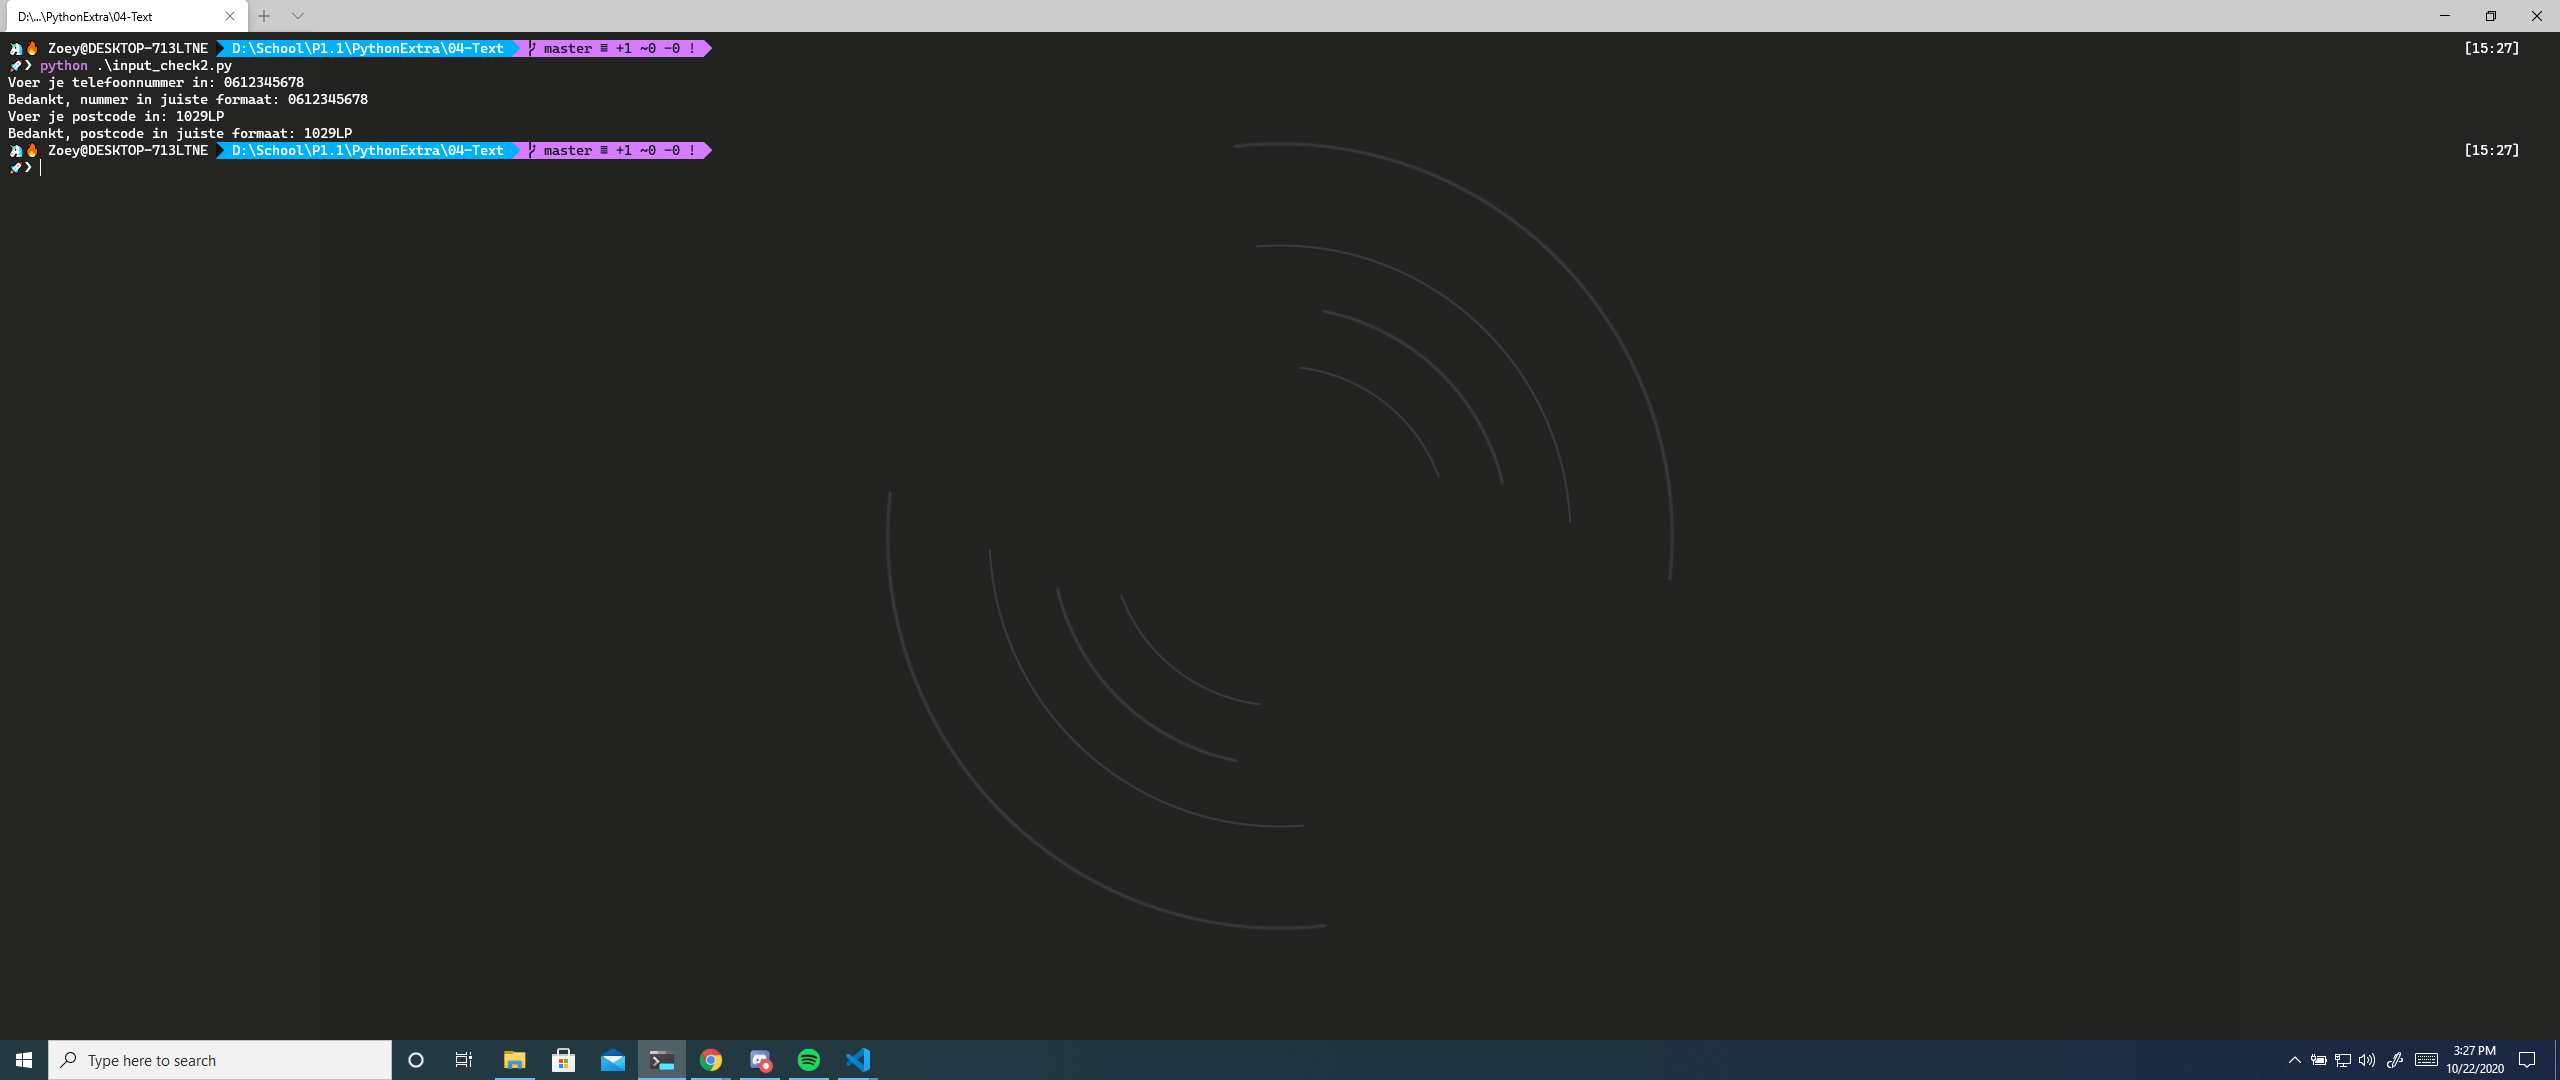 D:\...\PythonExtra\04-Text
Zoey@DESKTOP-713LTNE D:\School\P1.1\PythonExtra\04-Text master ≡ +1 ~0 -0 ! [15:27]
❯ python .\input_check2.py
Voer je telefoonnummer in: 0612345678
Bedankt, nummer in juiste formaat: 0612345678
Voer je postcode in: 1029LP
Bedankt, postcode in juiste formaat: 1029LP
Zoey@DESKTOP-713LTNE D:\School\P1.1\PythonExtra\04-Text master ≡ +1 ~0 -0 ! [15:27]
❯
Type here to search
3:27 PM
10/22/2020